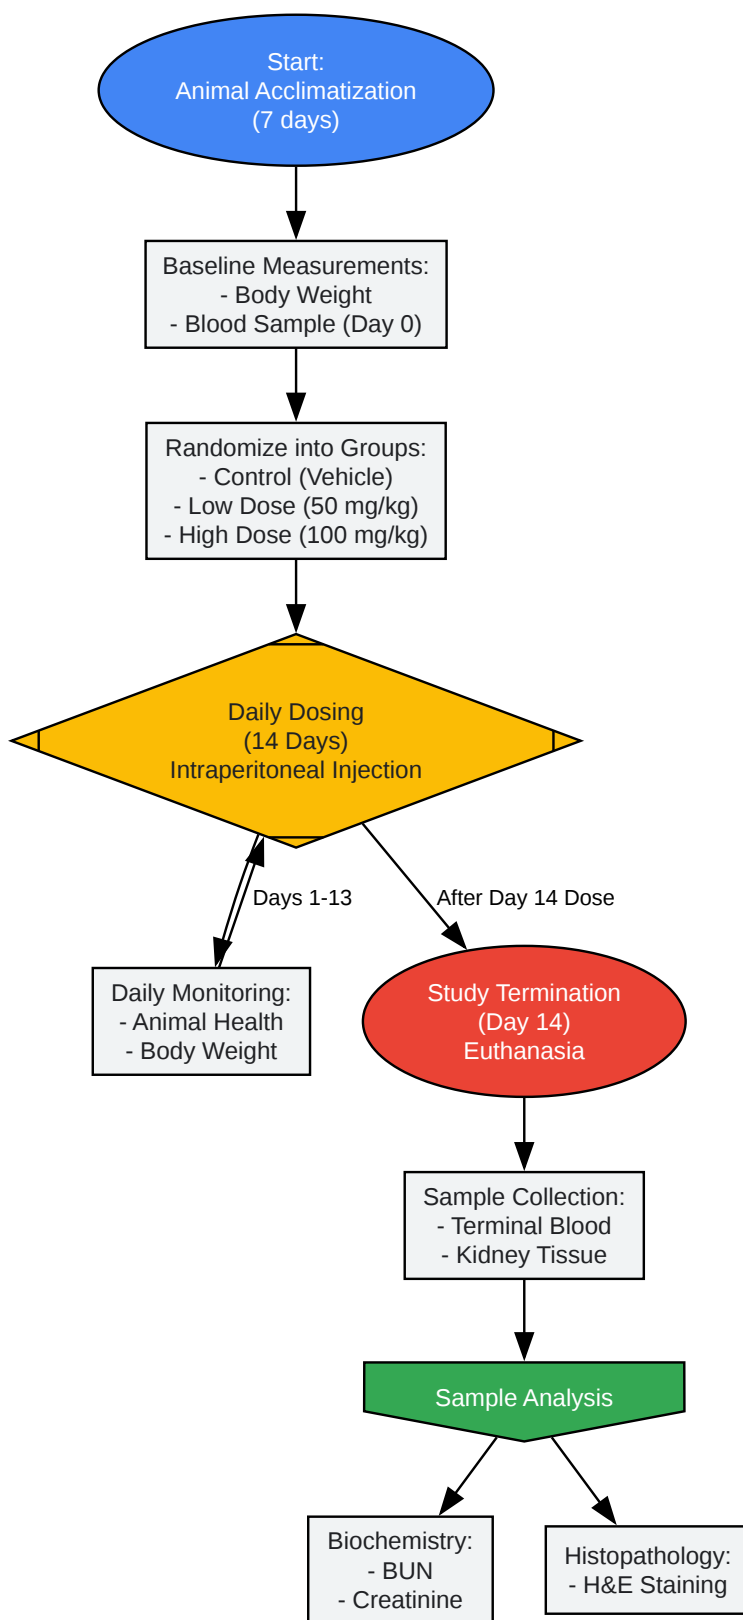 Start:
Animal Acclimatization
(7 days)
Baseline Measurements:
- Body Weight
- Blood Sample (Day 0)
Randomize into Groups:
- Control (Vehicle)
- Low Dose (50 mg/kg)
- High Dose (100 mg/kg)
Daily Dosing
(14 Days)
Intraperitoneal Injection
Days 1-13
After Day 14 Dose
Daily Monitoring:
- Animal Health
- Body Weight
Study Termination
(Day 14)
Euthanasia
Sample Collection:
- Terminal Blood
- Kidney Tissue
Sample Analysis
Biochemistry:
- BUN
- Creatinine
Histopathology:
- H&E Staining